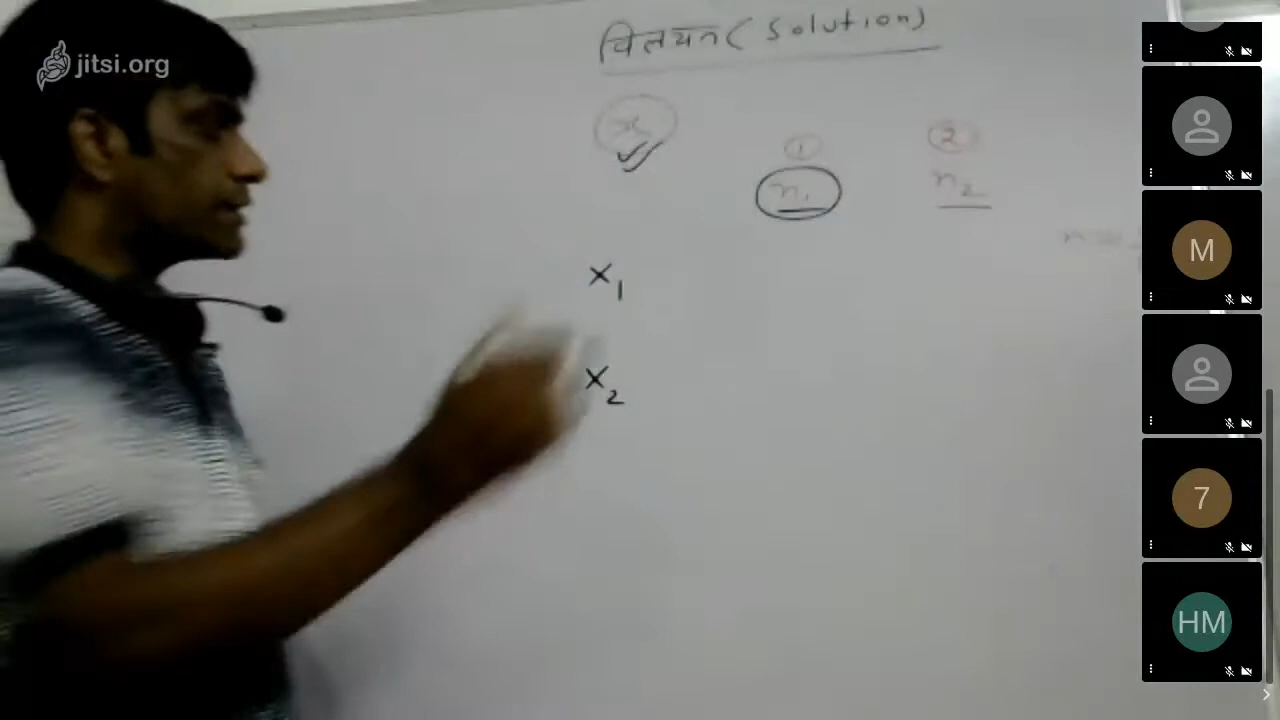 jitsi.org
विलयन (Solution)
x
1
2
n₁
n₂
x₁
x₂
M
7
HM